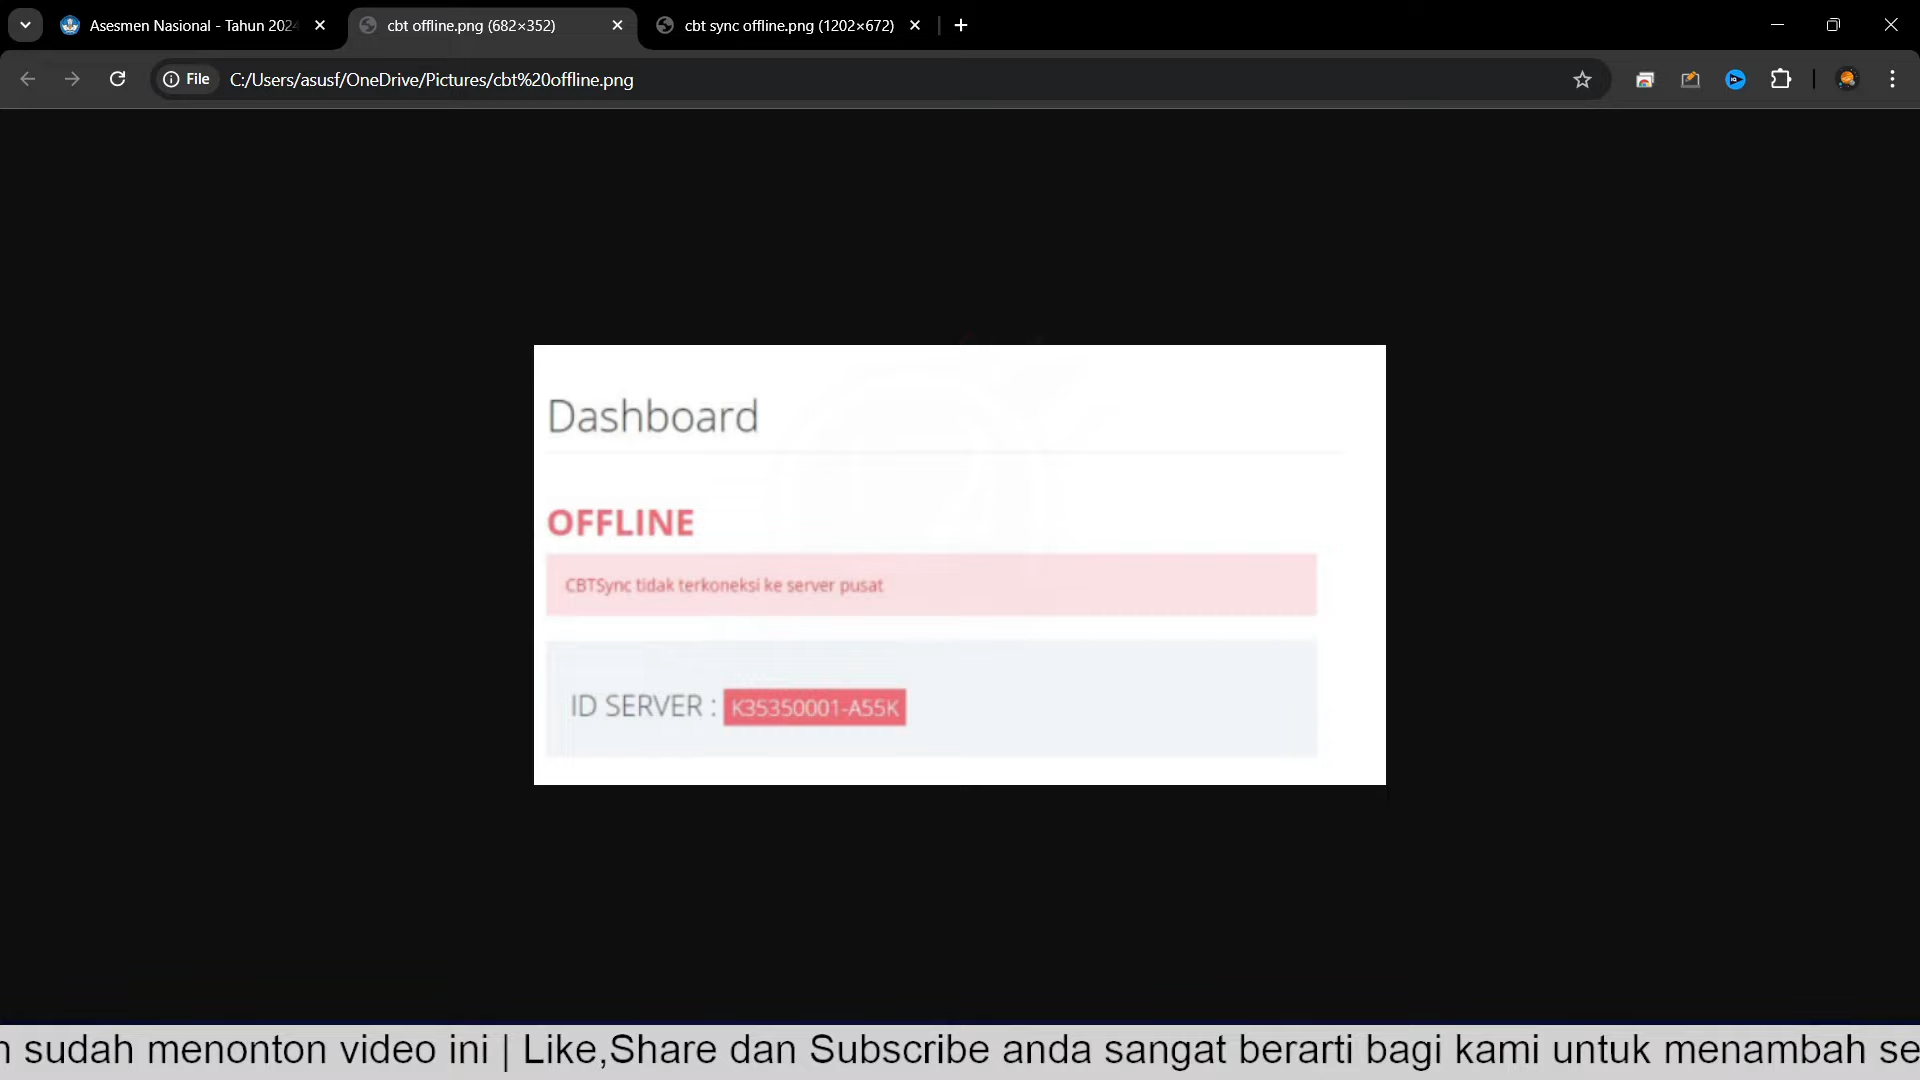 Asesmen Nasional - Tahun 2024
cbt offline.png (682×352)
cbt sync offline.png (1202×672)
File
C:/Users/asusf/OneDrive/Pictures/cbt%20offline.png
Dashboard
OFFLINE
CBTSync tidak terkoneksi ke server pusat
ID SERVER : K35350001-A55K
sudah menonton video ini | Like,Share dan Subscribe anda sangat berarti bagi kami untuk menambah se